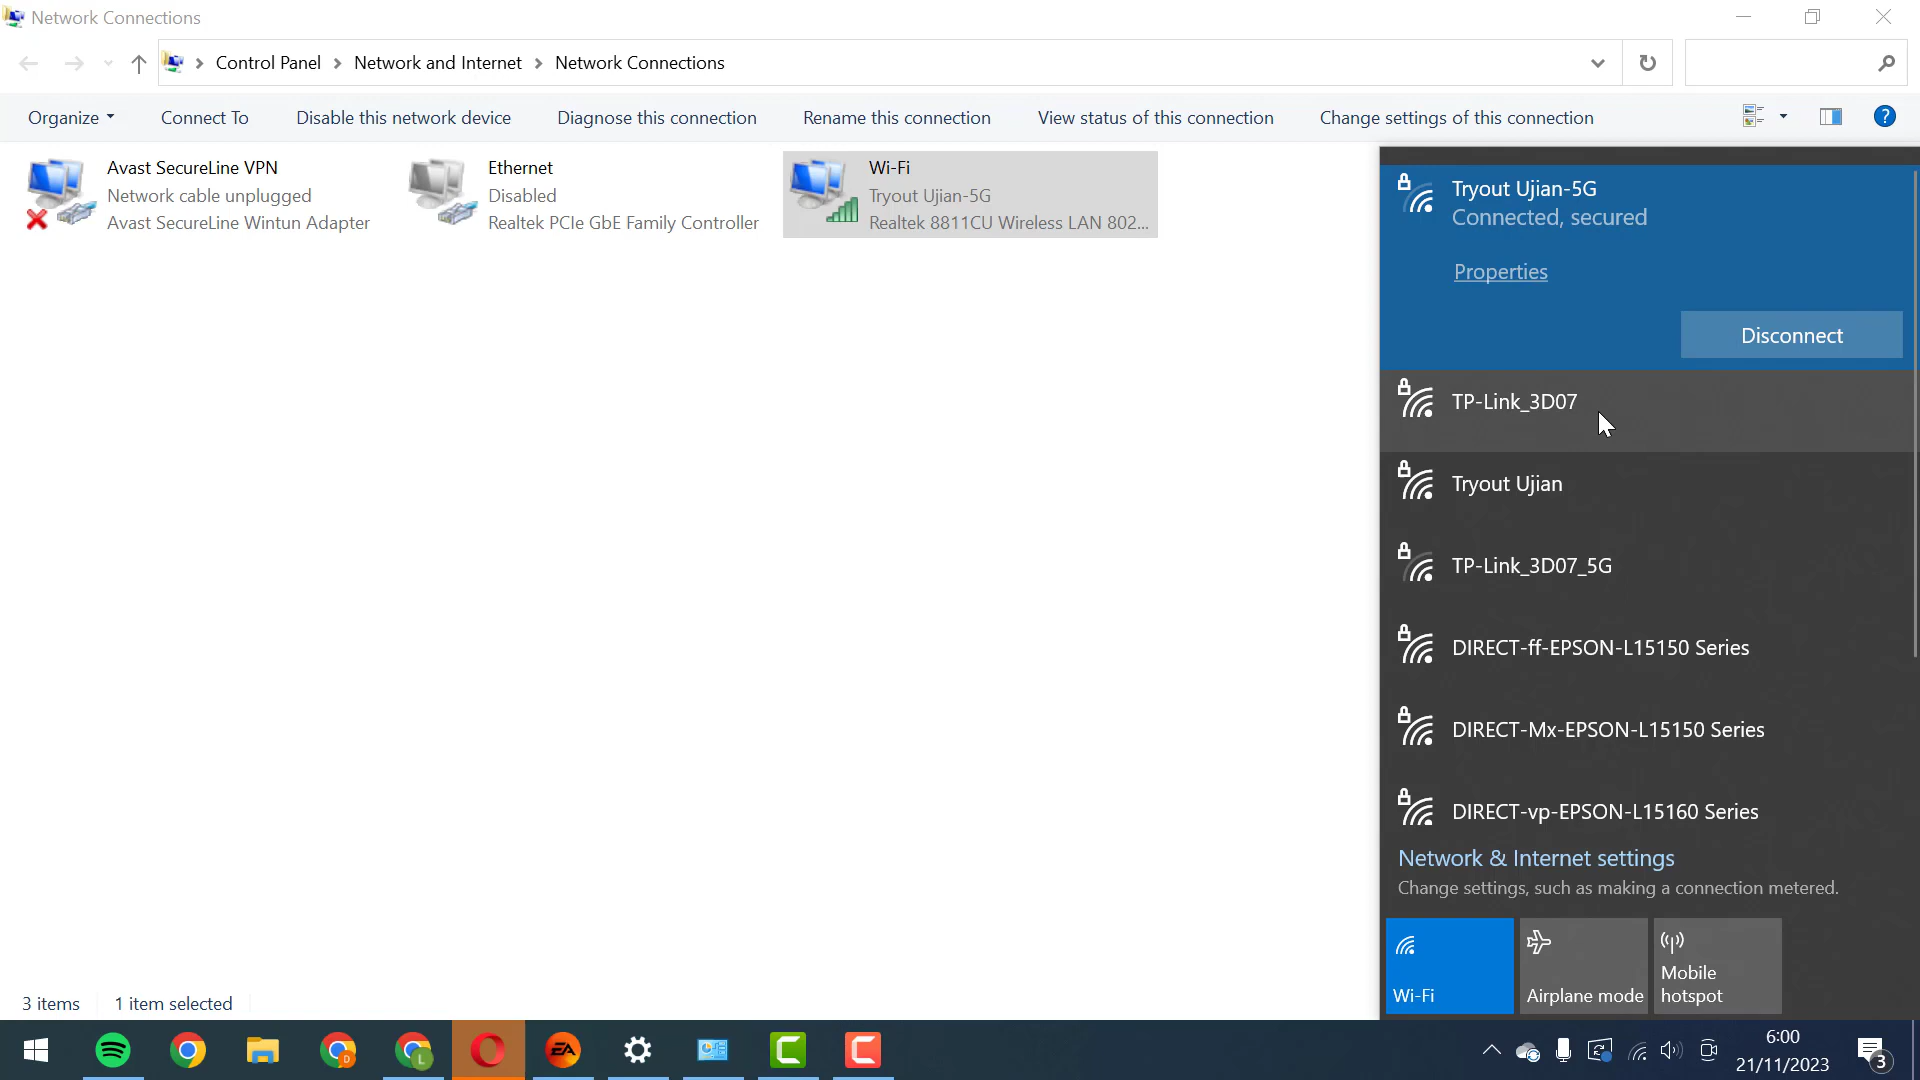 Network Connections
Control Panel > Network and Internet > Network Connections
Organize Connect To Disable this network device Diagnose this connection Rename this connection View status of this connection Change settings of this connection
Avast SecureLine VPN
Network cable unplugged
Avast SecureLine Wintun Adapter
Ethernet
Disabled
Realtek PCIe GbE Family Controller
Wi-Fi
Tryout Ujian-5G
Realtek 8811CU Wireless LAN 802...
Tryout Ujian-5G
Connected, secured
Properties
Disconnect
TP-Link_3D07
Tryout Ujian
TP-Link_3D07_5G
DIRECT-ff-EPSON-L15150 Series
DIRECT-Mx-EPSON-L15150 Series
DIRECT-vp-EPSON-L15160 Series
Network & Internet settings
Change settings, such as making a connection metered.
Wi-Fi
Airplane mode
Mobile
hotspot
3 items 1 item selected
EA
D
L
6:00
21/11/2023
3